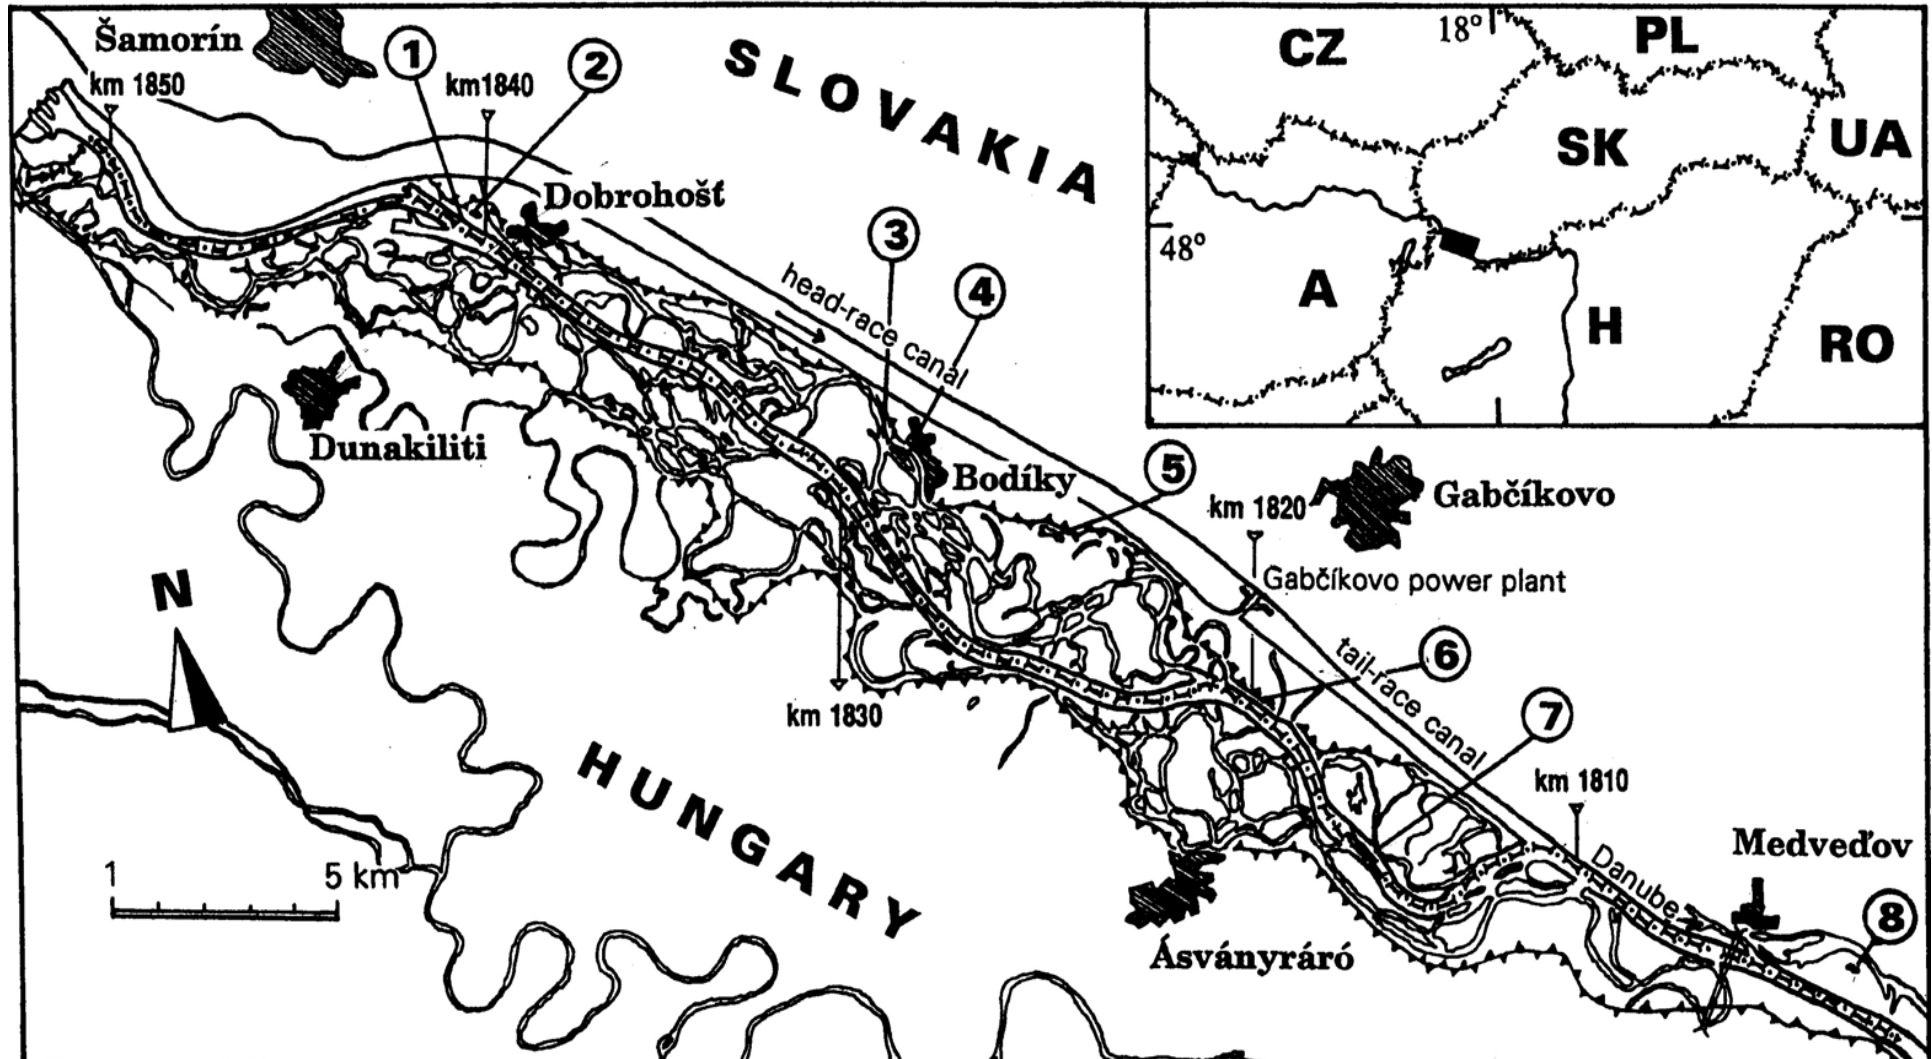 Šamorín
km 1850
1
km1840
2
SLOVAKIA
Dobrohošť
head-race canal
3
4
Dunakiliti
Bodíky
5
km 1820
Gabčíkovo
Gabčíkovo power plant
N
km 1830
tail-race canal
6
7
km 1810
HUNGARY
1
5 km
Ásványráró
Danube
Medveďov
8
18°
CZ
PL
SK
UA
48°
A
H
RO